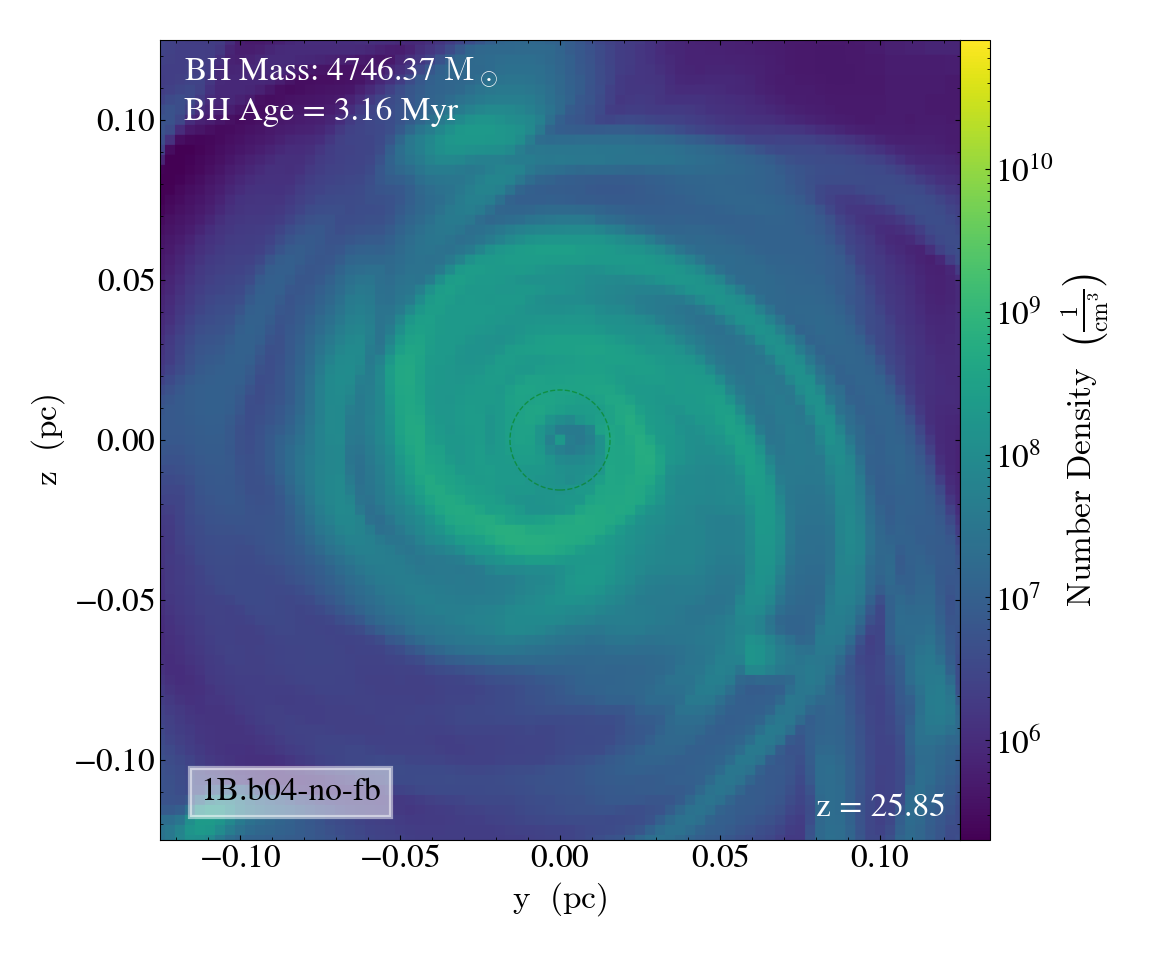 BH Mass: 4746.37 M⊙
BH Age = 3.16 Myr
0.10
0.05
0.00
−0.05
−0.10
z (pc)
1B.b04-no-fb
z = 25.85
−0.10 −0.05 0.00 0.05 0.10
y (pc)
10¹⁰
10⁹
10⁸
10⁷
10⁶
Number Density (1/cm³)